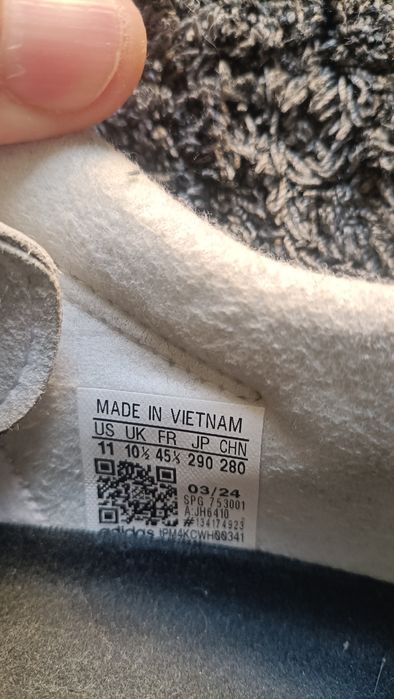 MADE IN VIETNAM
US UK FR JP CHN
11 10½ 45⅓ 290 280
03/24
SPG 753001
A:JH6410
#134174923
adidas tPM4KCWH00341